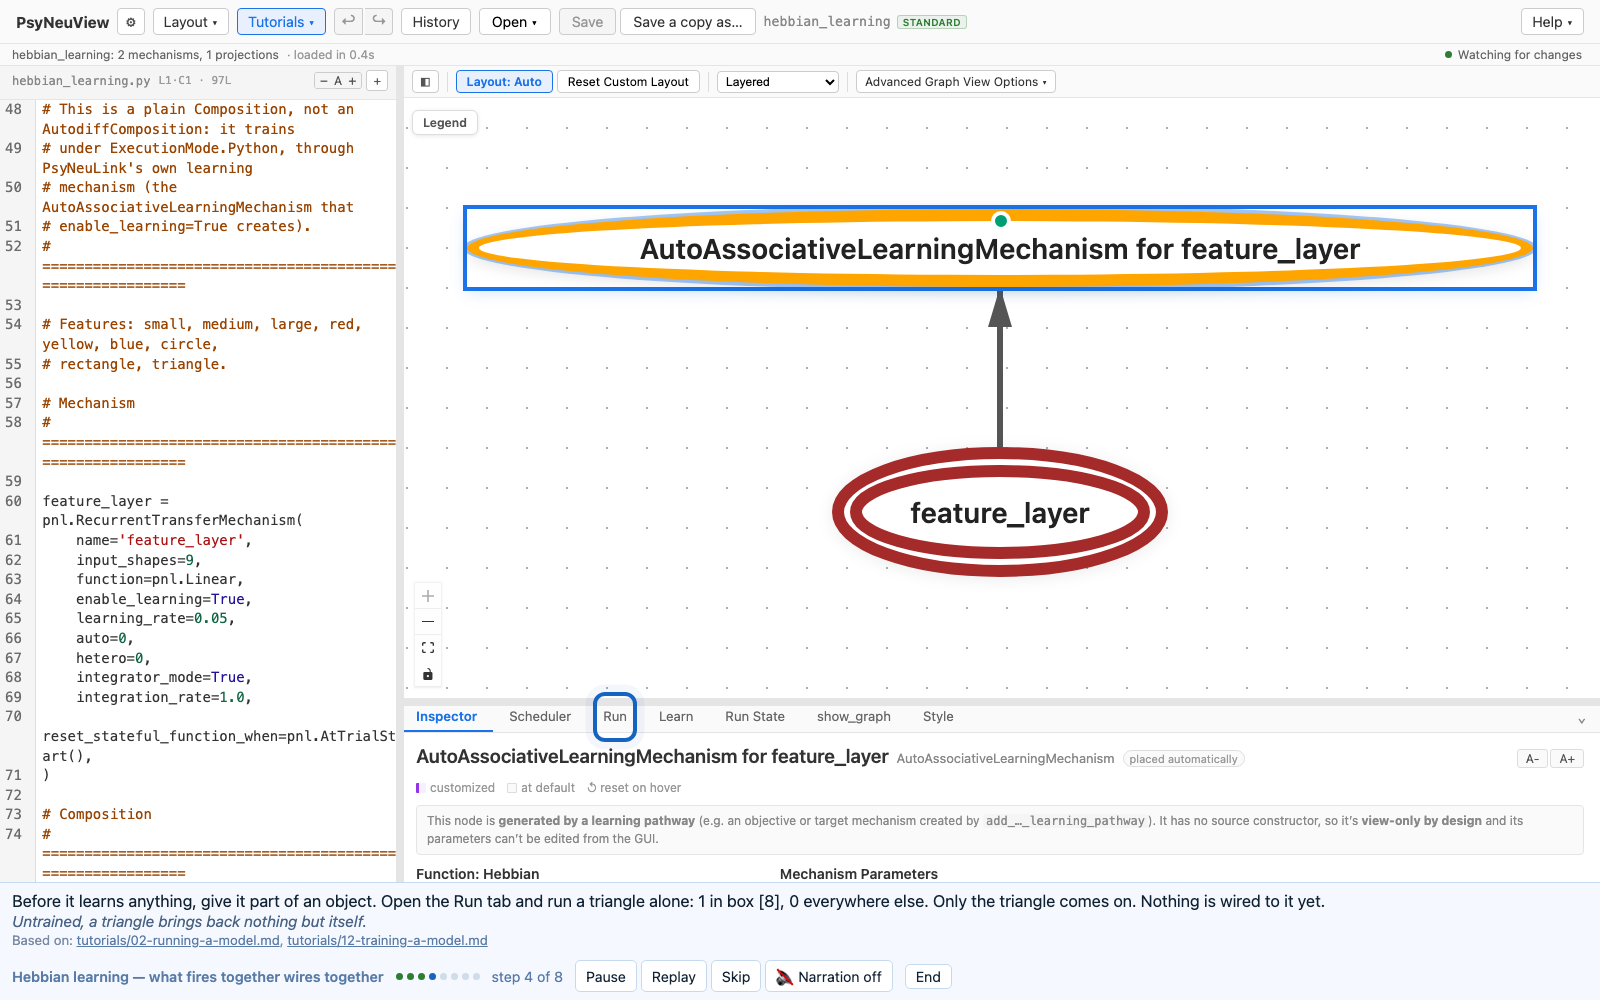 PsyNeuView ⚙ Layout ▾ Tutorials ▾ History Open ▾ Save Save a copy as... hebbian_learning STANDARD Help ▾
hebbian_learning: 2 mechanisms, 1 projections · loaded in 0.4s Watching for changes
hebbian_learning.py L1:C1 · 97L − A + +
Layout: Auto Reset Custom Layout Layered Advanced Graph View Options ▾
Legend
48 # This is a plain Composition, not an
AutodiffComposition: it trains
49 # under ExecutionMode.Python, through
PsyNeuLink's own learning
50 # mechanism (the
AutoAssociativeLearningMechanism that
51 # enable_learning=True creates).
52 #
==========================================
=================
53
54 # Features: small, medium, large, red,
yellow, blue, circle,
55 # rectangle, triangle.
56
57 # Mechanism
58 #
==========================================
=================
59
60 feature_layer =
pnl.RecurrentTransferMechanism(
61 name='feature_layer',
62 input_shapes=9,
63 function=pnl.Linear,
64 enable_learning=True,
65 learning_rate=0.05,
66 auto=0,
67 hetero=0,
68 integrator_mode=True,
69 integration_rate=1.0,
70
reset_stateful_function_when=pnl.AtTrialSt
art(),
71 )
72
73 # Composition
74 #
==========================================
=================
AutoAssociativeLearningMechanism for feature_layer
feature_layer
Inspector Scheduler Run Learn Run State show_graph Style
AutoAssociativeLearningMechanism for feature_layer AutoAssociativeLearningMechanism placed automatically A- A+
customized at default reset on hover
This node is generated by a learning pathway (e.g. an objective or target mechanism created by add_…_learning_pathway). It has no source constructor, so it's view-only by design and its
parameters can't be edited from the GUI.
Function: Hebbian Mechanism Parameters
Before it learns anything, give it part of an object. Open the Run tab and run a triangle alone: 1 in box [8], 0 everywhere else. Only the triangle comes on. Nothing is wired to it yet.
Untrained, a triangle brings back nothing but itself.
Based on: tutorials/02-running-a-model.md, tutorials/12-training-a-model.md
Hebbian learning — what fires together wires together step 4 of 8 Pause Replay Skip Narration off End